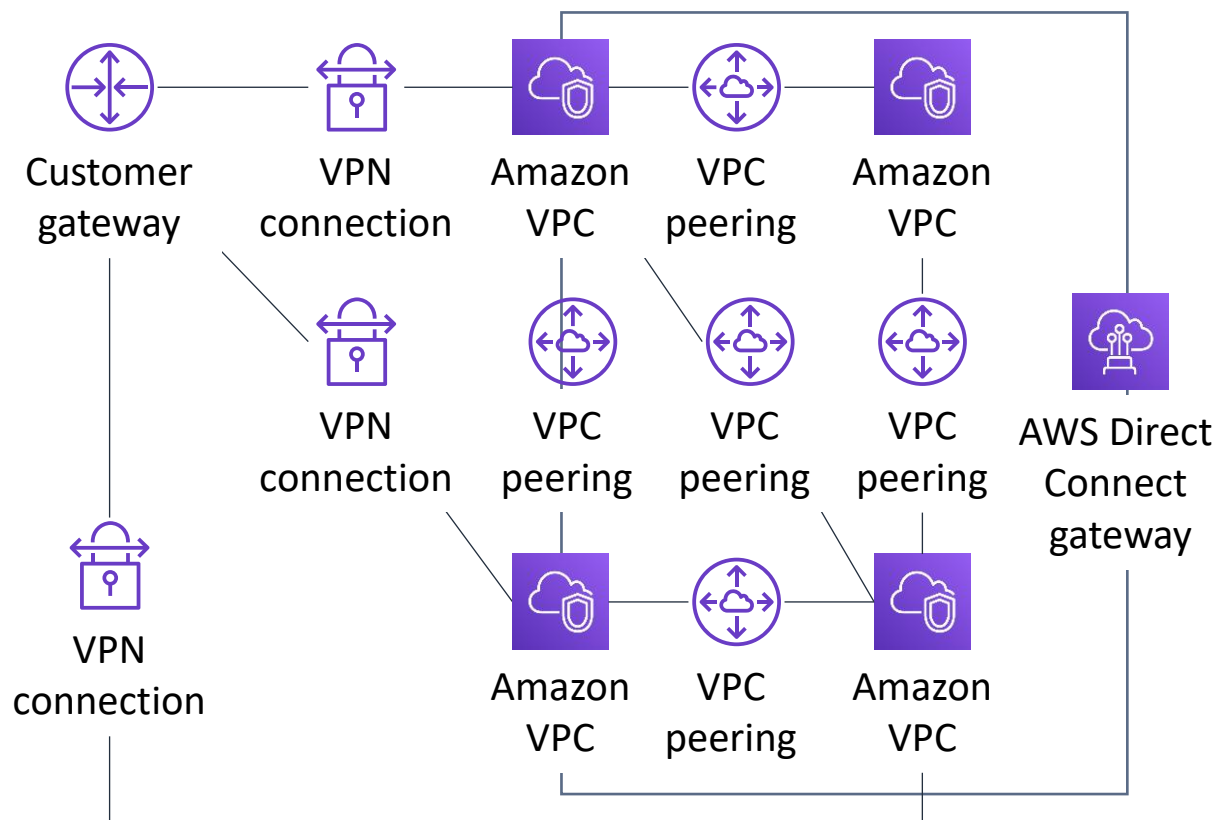 Customer
gateway
VPN
connection
Amazon
VPC
VPC
peering
Amazon
VPC
VPN
connection
VPC
peering
VPC
peering
VPC
peering
AWS Direct
Connect
gateway
VPN
connection
Amazon
VPC
VPC
peering
Amazon
VPC